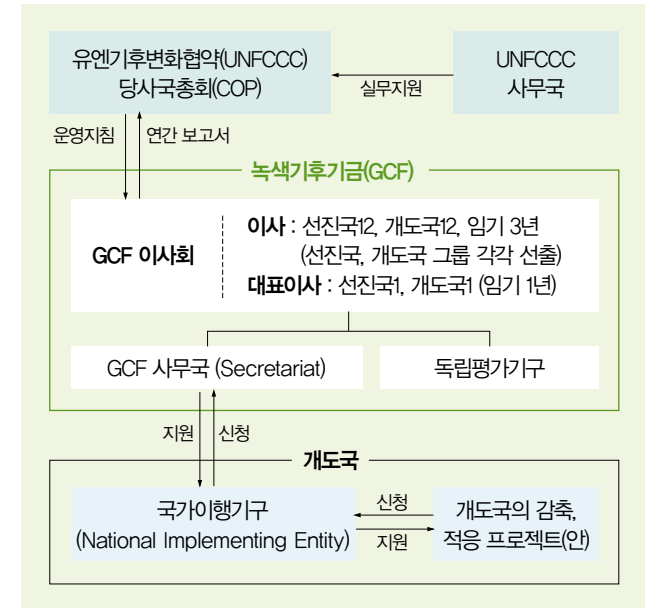 유엔기후변화협약(UNFCCC)
당사국총회(COP)
실무지원
UNFCCC
사무국
운영지침
연간 보고서
녹색기후기금(GCF)
GCF 이사회
이사 : 선진국12, 개도국12, 임기 3년
(선진국, 개도국 그룹 각각 선출)
대표이사 : 선진국1, 개도국1 (임기 1년)
GCF 사무국 (Secretariat)
독립평가기구
지원
신청
개도국
국가이행기구
(National Implementing Entity)
신청
지원
개도국의 감축,
적응 프로젝트(안)